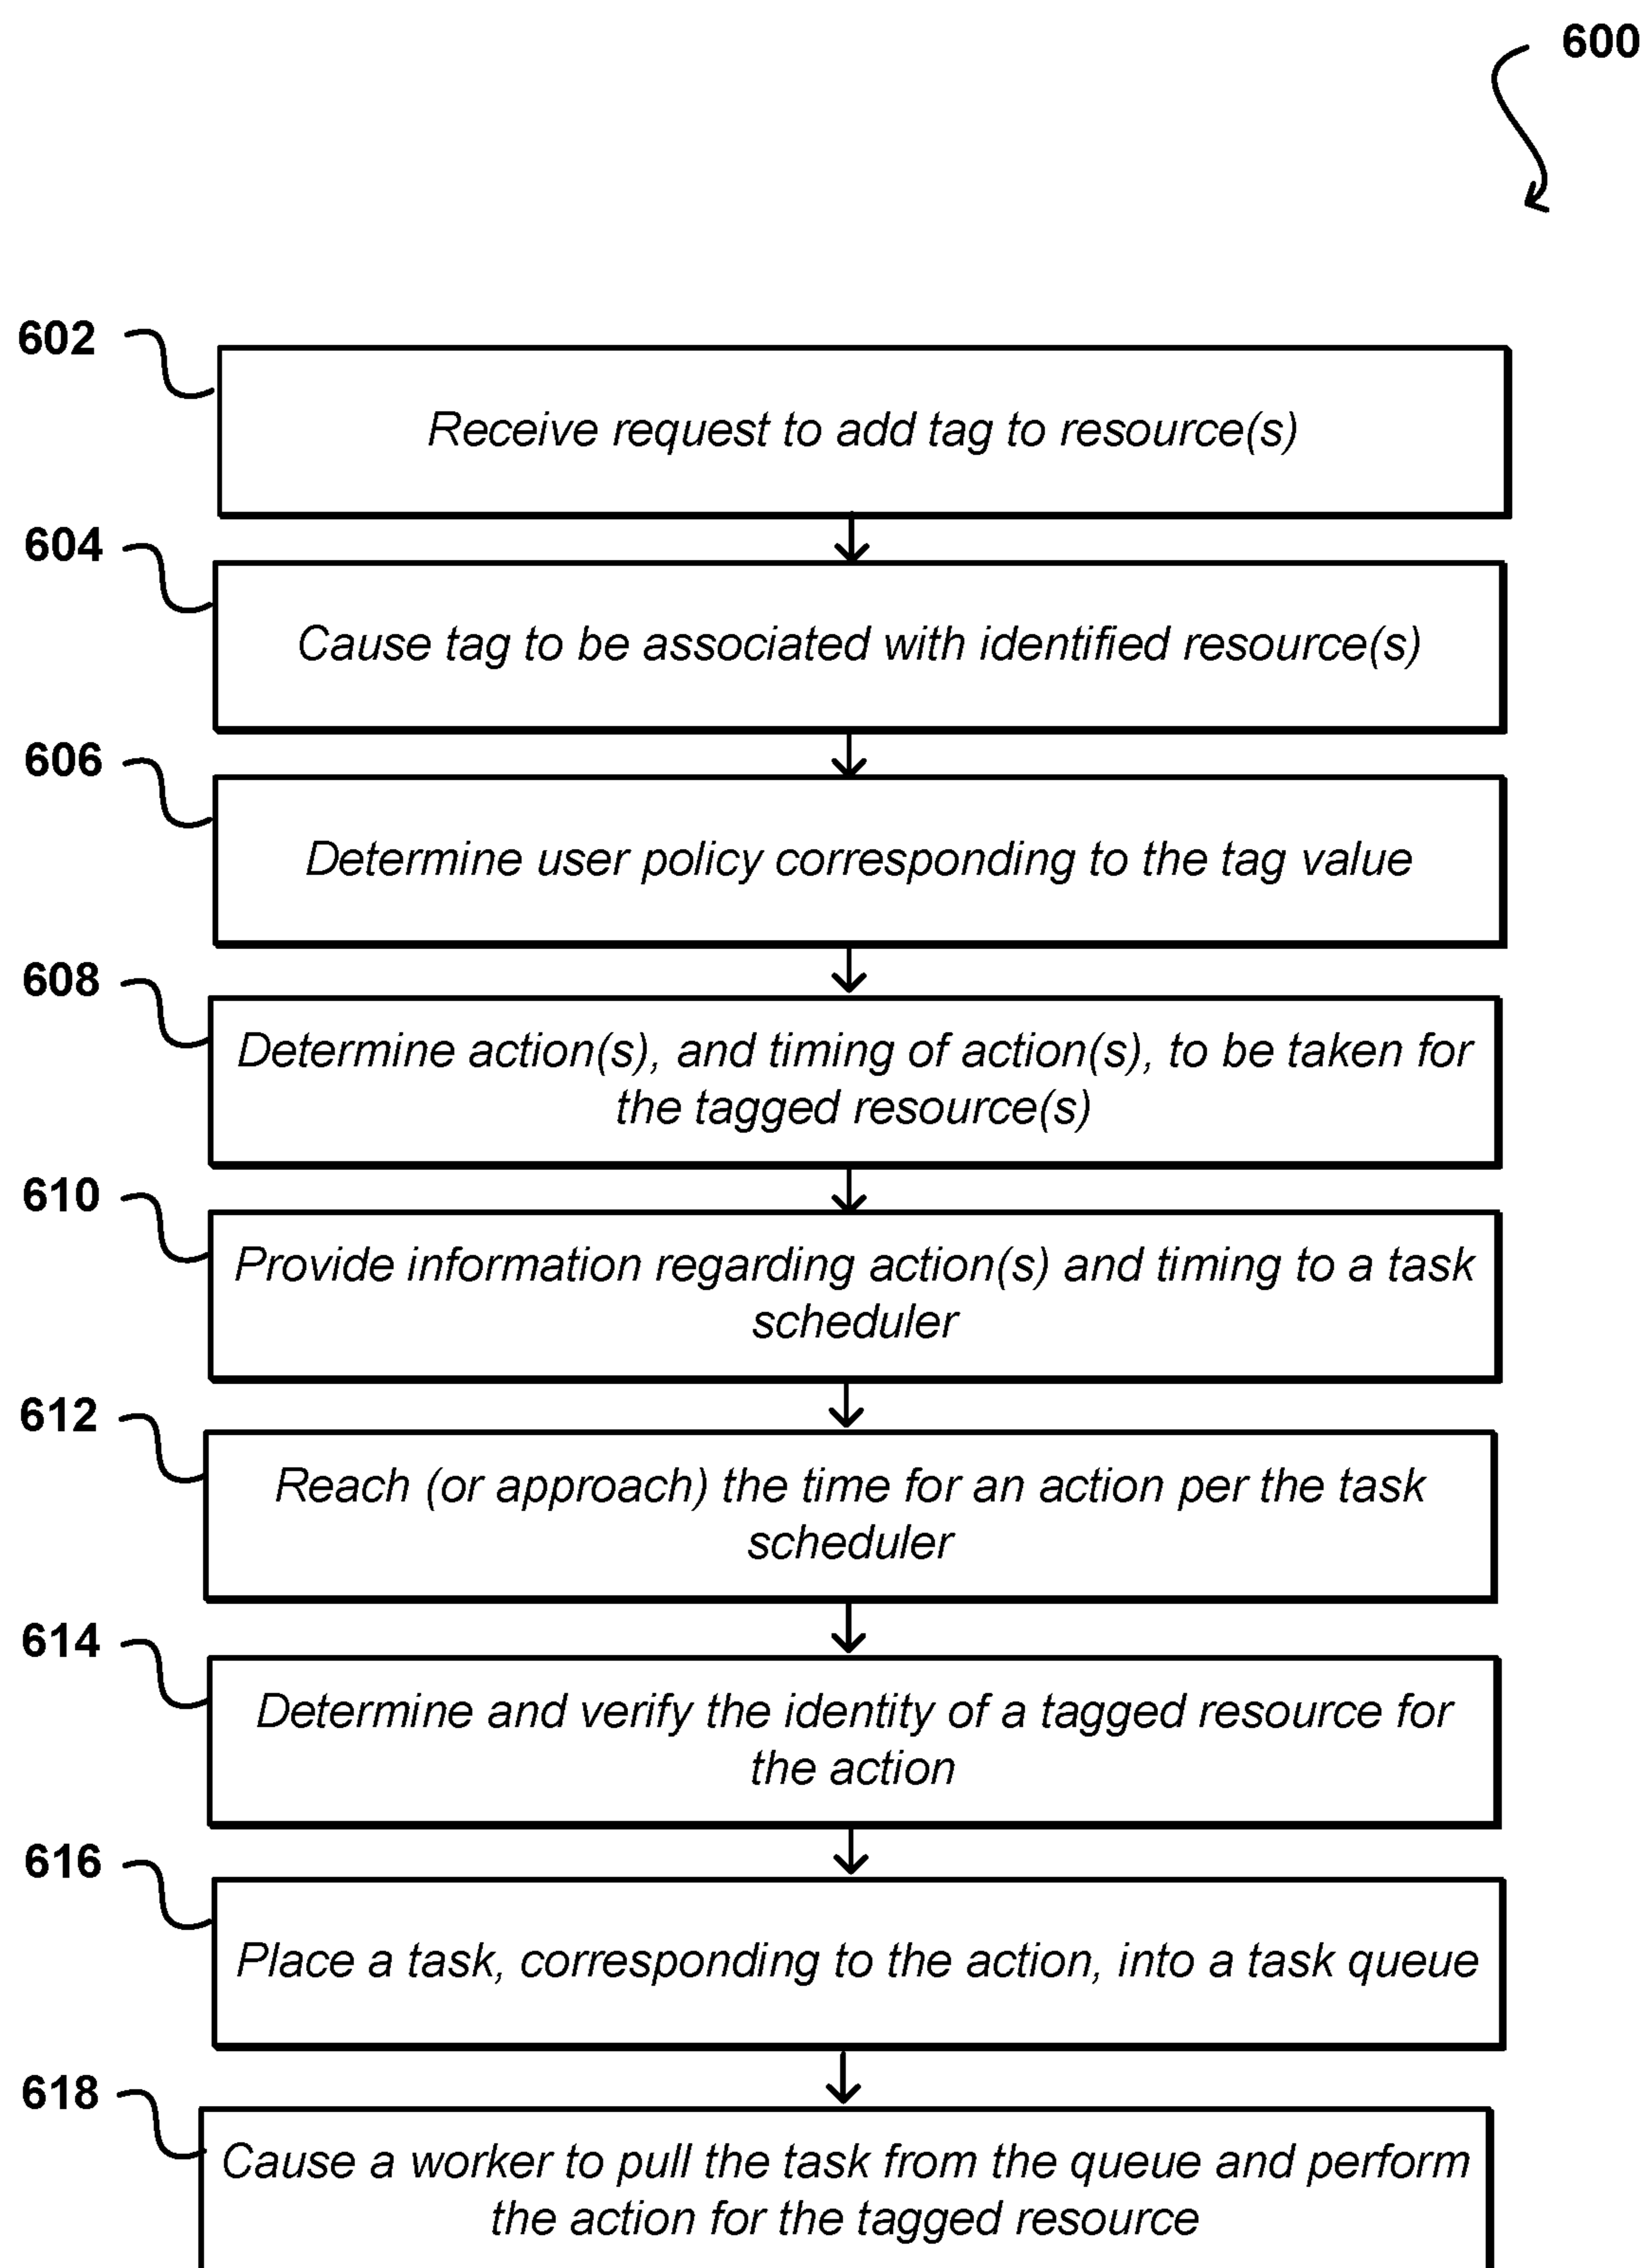 600
602
Receive request to add tag to resource(s)
604
Cause tag to be associated with identified resource(s)
606
Determine user policy corresponding to the tag value
608
Determine action(s), and timing of action(s), to be taken for
the tagged resource(s)
610
Provide information regarding action(s) and timing to a task
scheduler
612
Reach (or approach) the time for an action per the task
scheduler
614
Determine and verify the identity of a tagged resource for
the action
616
Place a task, corresponding to the action, into a task queue
618
Cause a worker to pull the task from the queue and perform
the action for the tagged resource